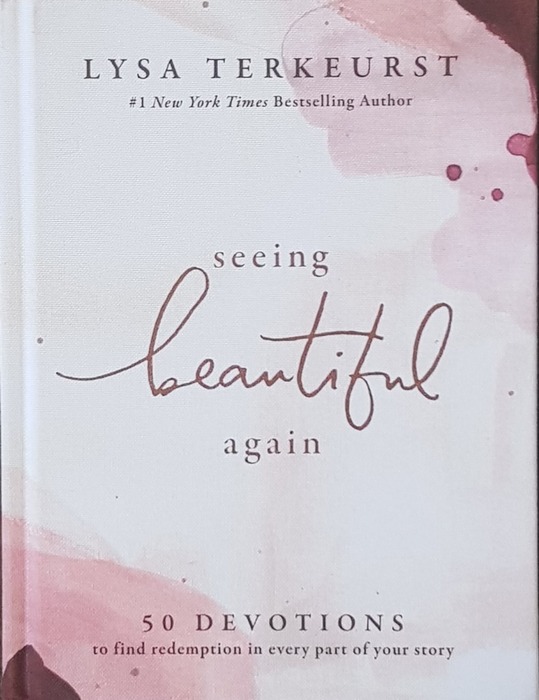 LYSA TERKEURST
#1 New York Times Bestselling Author
seeing
beautiful
again
50 DEVOTIONS
to find redemption in every part of your story